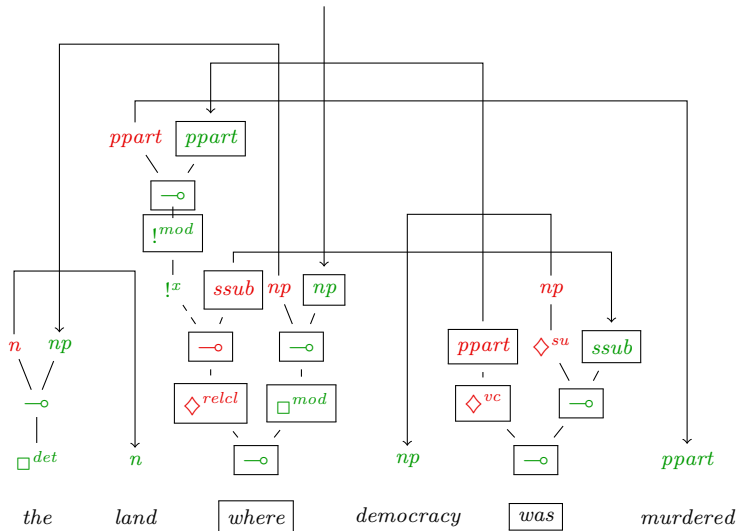 ppart ppart
⊸
!mod
!x ssub np np np
n np ⊸ ⊸ ppart ◇su ssub
⊸ ◇relcl □mod ◇vc ⊸
□det n ⊸ np ⊸ ppart
the land where democracy was murdered